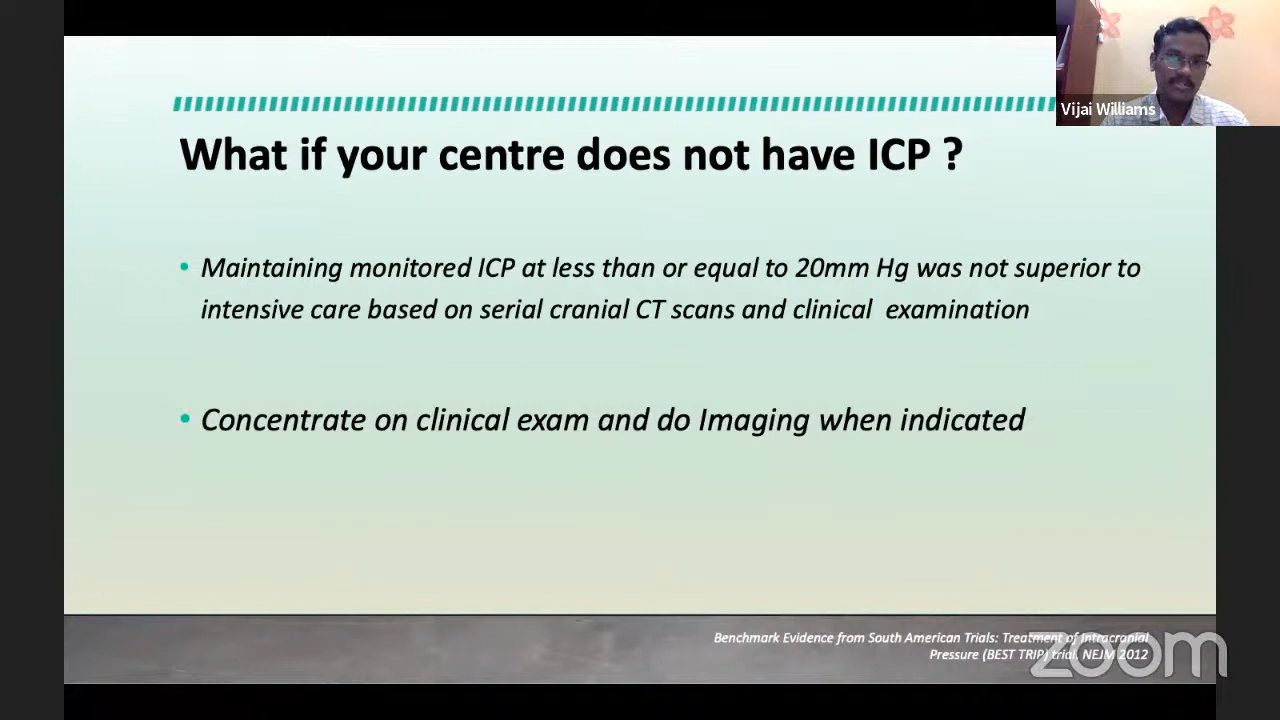 Vijai Williams
What if your centre does not have ICP ?
• Maintaining monitored ICP at less than or equal to 20mm Hg was not superior to
intensive care based on serial cranial CT scans and clinical examination
• Concentrate on clinical exam and do Imaging when indicated
Benchmark Evidence from South American Trials: Treatment of Intracranial
Pressure (BEST TRIP) trial. NEJM 2012
zoom